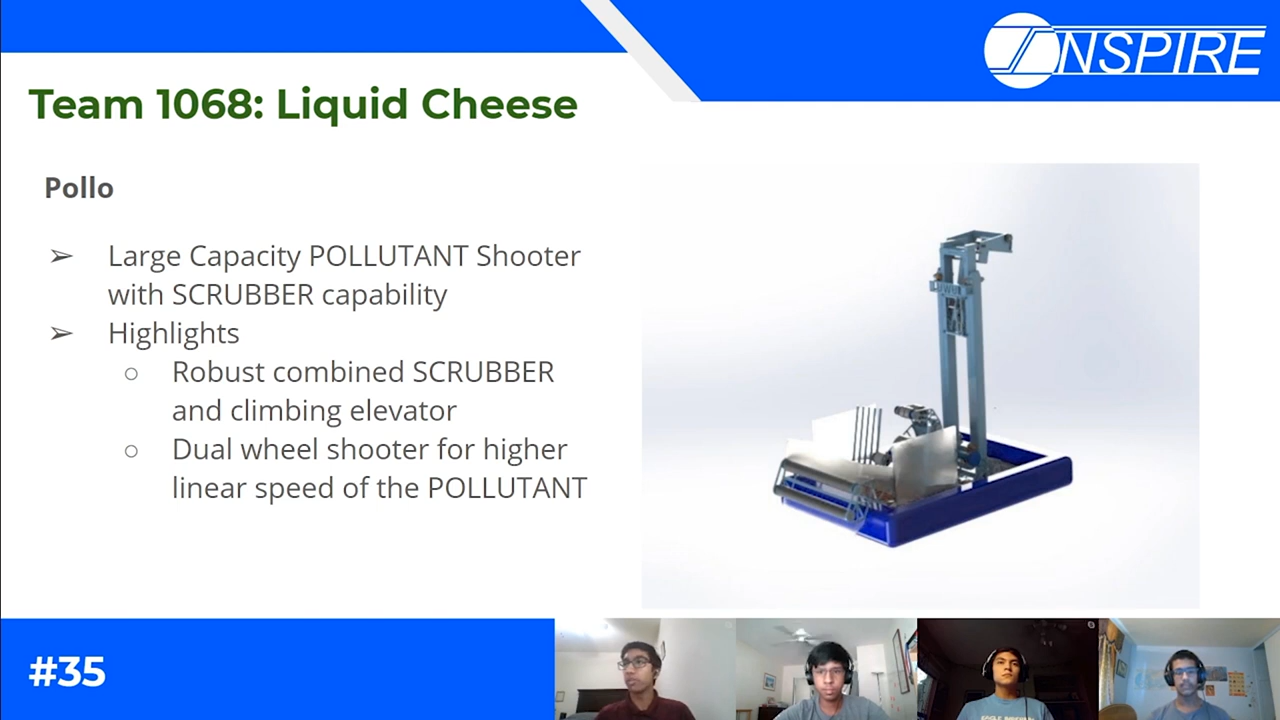 INSPIRE
Team 1068: Liquid Cheese
Pollo
➢ Large Capacity POLLUTANT Shooter
with SCRUBBER capability
➢ Highlights
○ Robust combined SCRUBBER
and climbing elevator
○ Dual wheel shooter for higher
linear speed of the POLLUTANT
#35